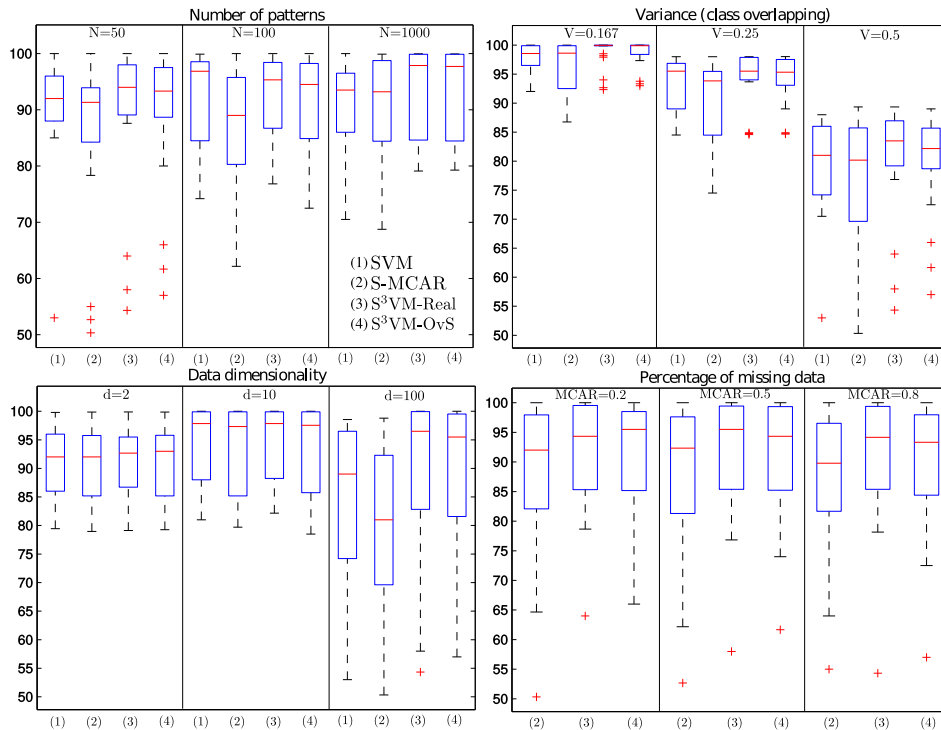 Number of patterns
N=50 N=100 N=1000
100
90
80
70
60
50
(1) SVM
(2) S-MCAR
(3) S³VM-Real
(4) S³VM-OvS
(1) (2) (3) (4) (1) (2) (3) (4) (1) (2) (3) (4)
Variance (class overlapping)
V=0.167 V=0.25 V=0.5
100
95
90
85
80
75
70
65
60
55
50
(1) (2) (3) (4) (1) (2) (3) (4) (1) (2) (3) (4)
Data dimensionality
d=2 d=10 d=100
100
95
90
85
80
75
70
65
60
55
50
(1) (2) (3) (4) (1) (2) (3) (4) (1) (2) (3) (4)
Percentage of missing data
MCAR=0.2 MCAR=0.5 MCAR=0.8
100
95
90
85
80
75
70
65
60
55
50
(2) (3) (4) (2) (3) (4) (2) (3) (4)